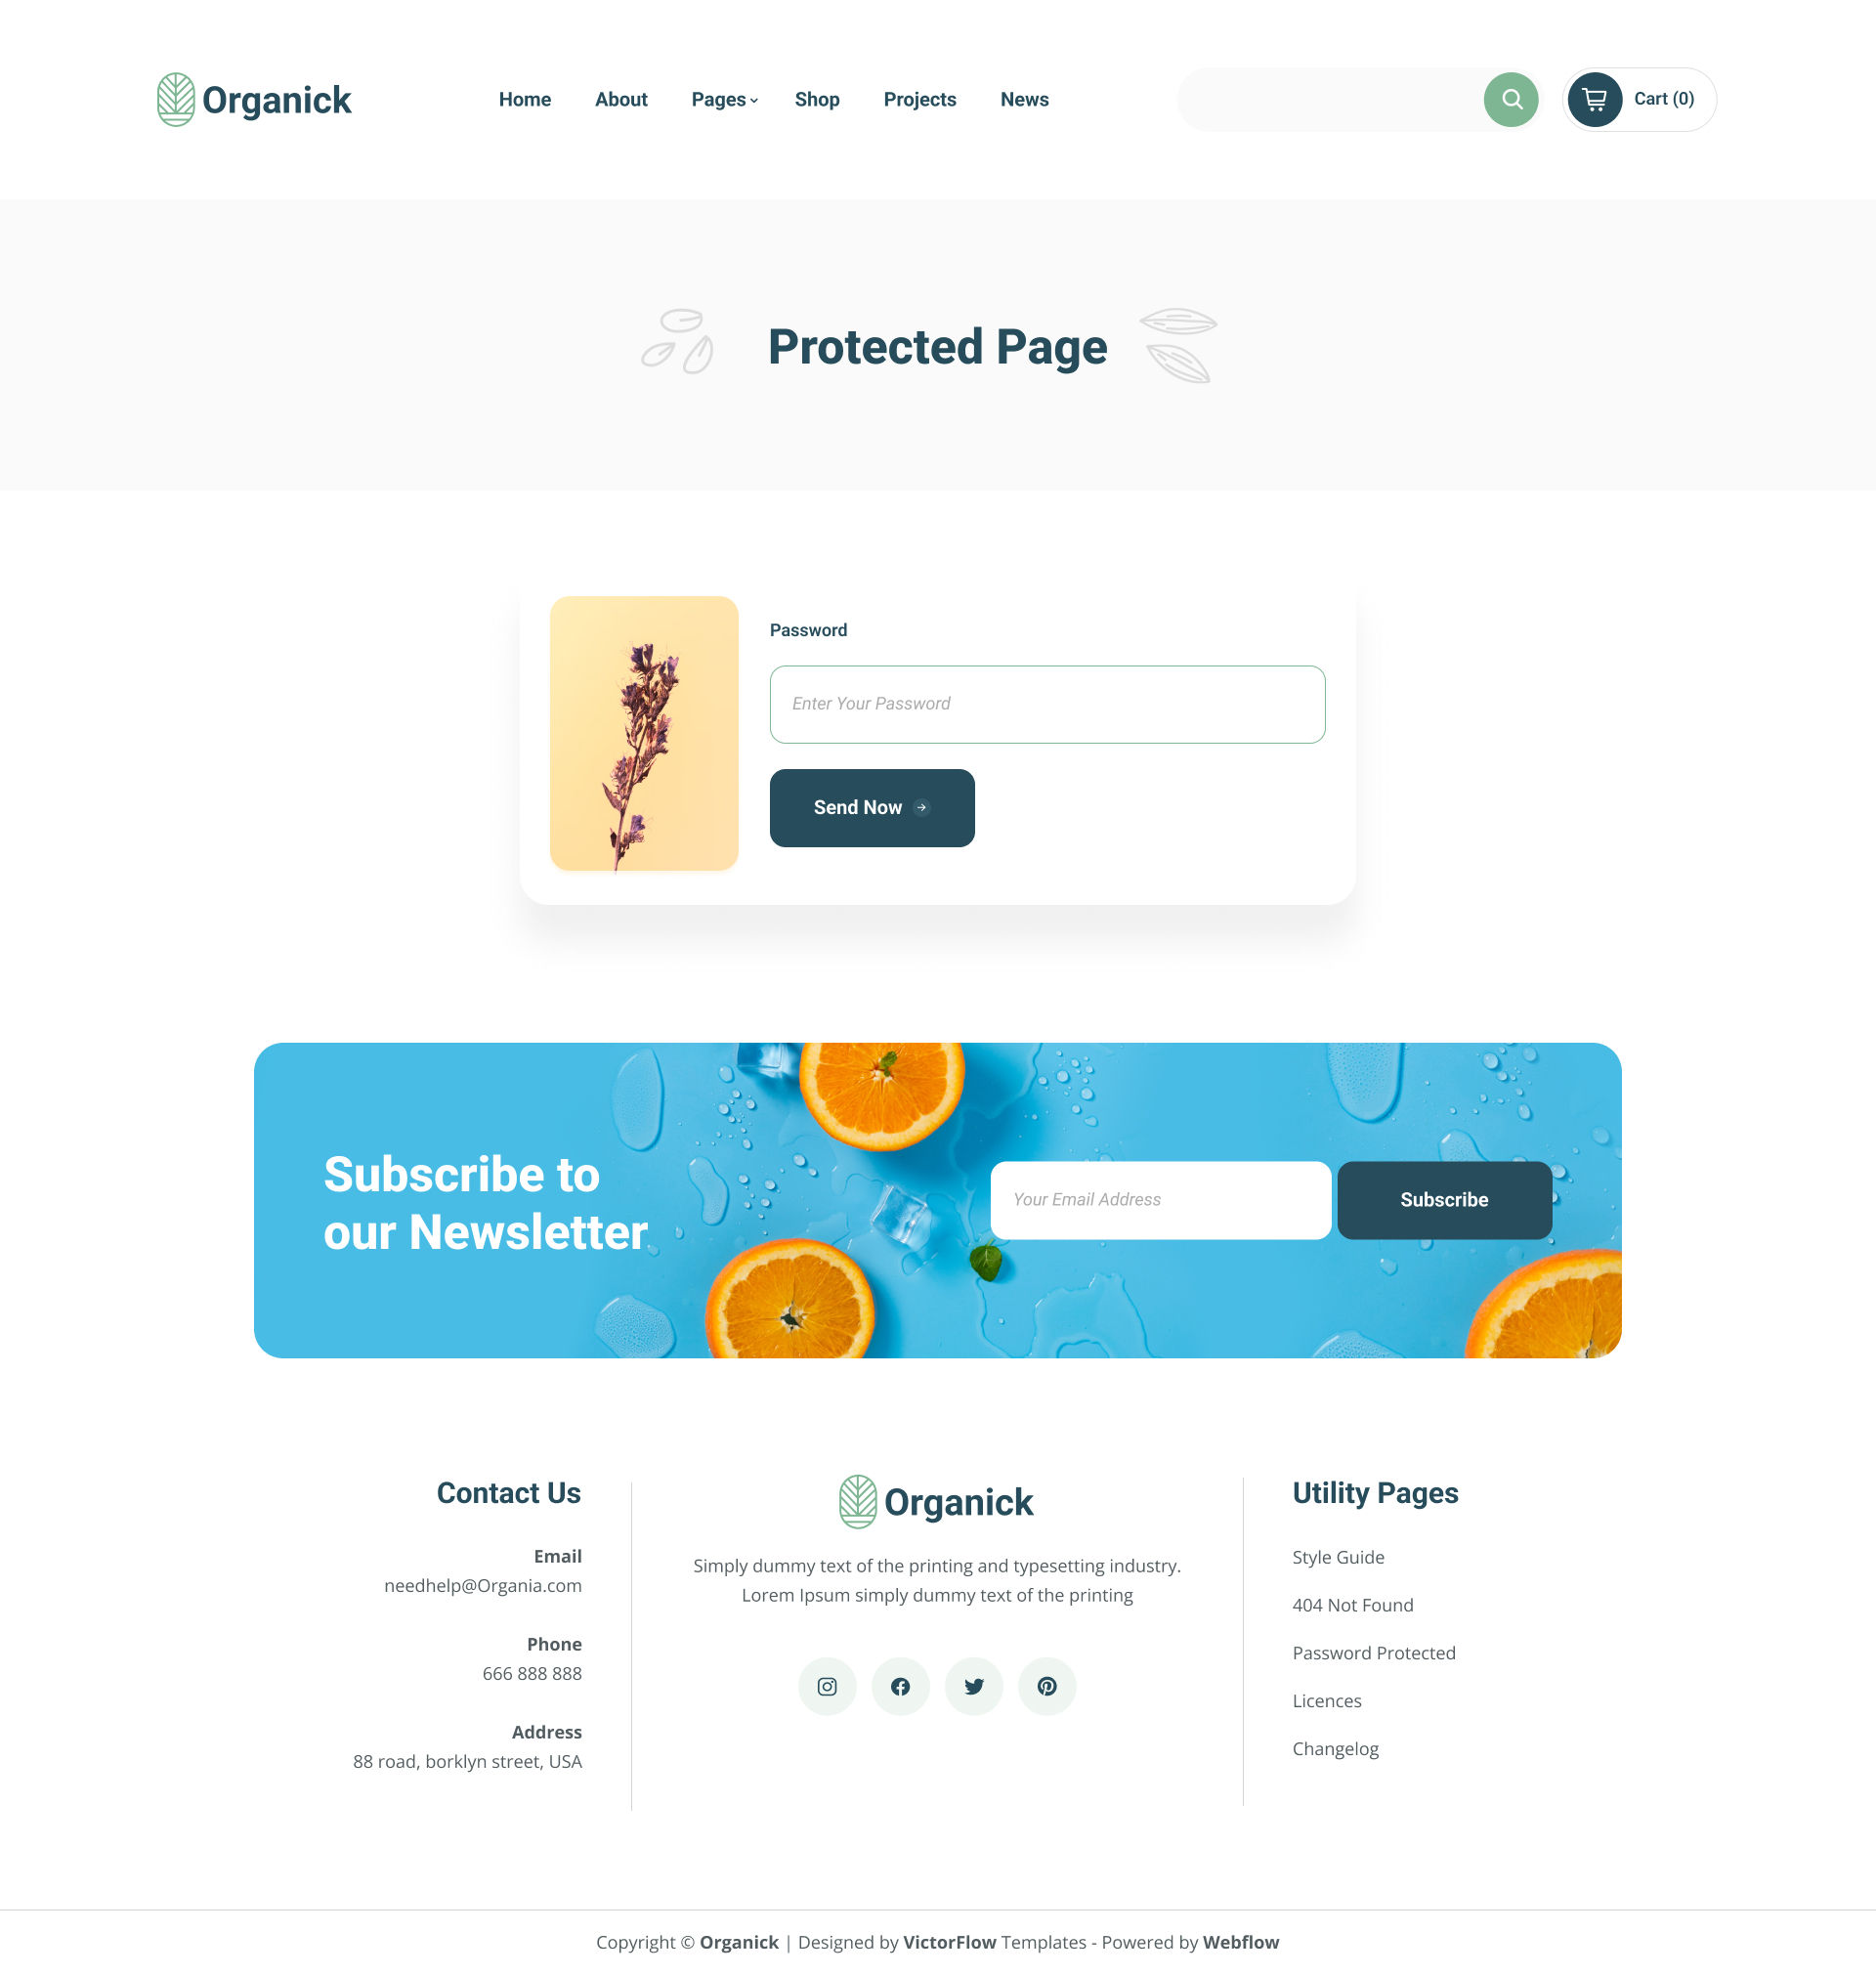 Organick
Home
About
Pages
Shop
Projects
News
Cart (0)
Protected Page
Password
Enter Your Password
Send Now
Subscribe to
our Newsletter
Your Email Address
Subscribe
Contact Us
Email
needhelp@Organia.com
Phone
666 888 888
Address
88 road, borklyn street, USA
Organick
Simply dummy text of the printing and typesetting industry.
Lorem Ipsum simply dummy text of the printing
Utility Pages
Style Guide
404 Not Found
Password Protected
Licences
Changelog
Copyright © Organick | Designed by VictorFlow Templates - Powered by Webflow